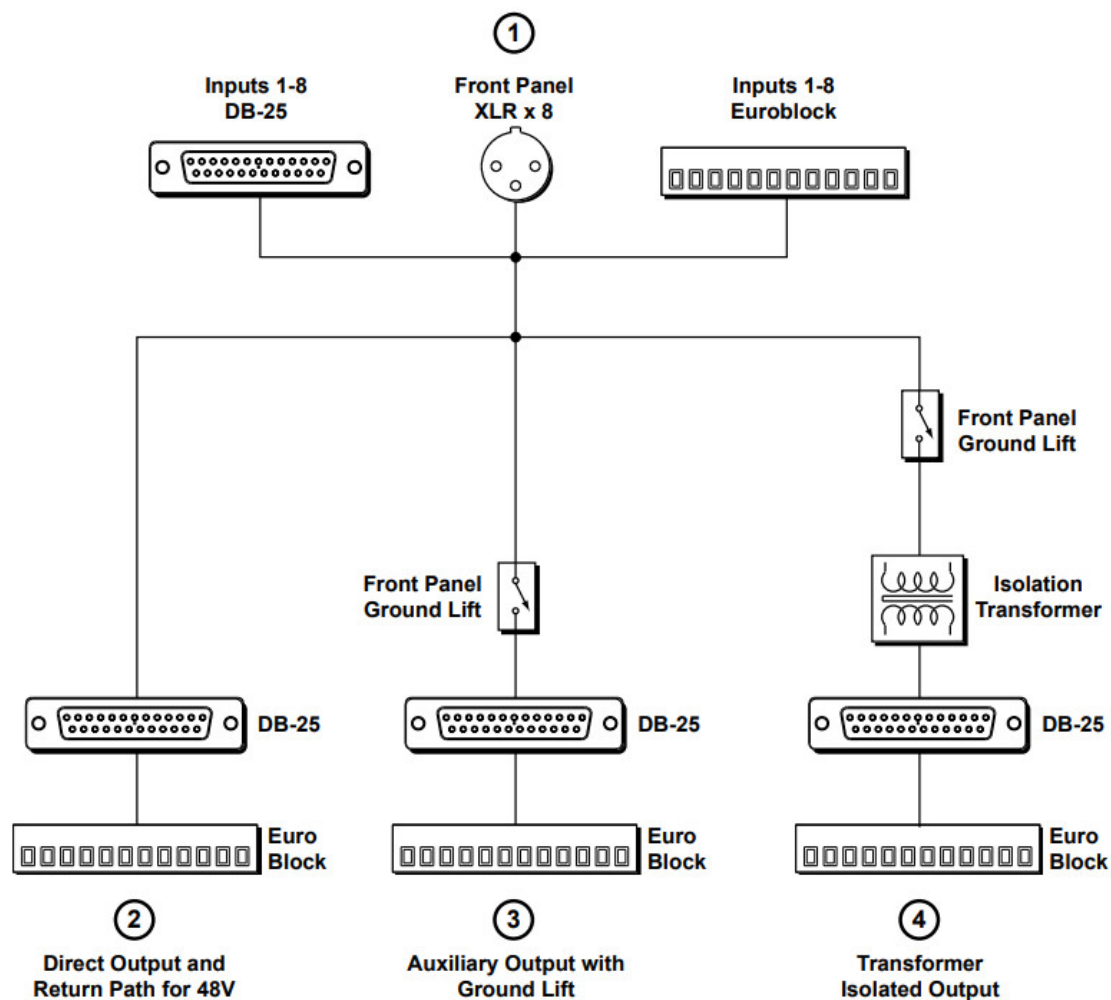 1
Inputs 1-8
DB-25
Front Panel
XLR x 8
Inputs 1-8
Euroblock
Front Panel
Ground Lift
Front Panel
Ground Lift
Isolation
Transformer
DB-25
DB-25
DB-25
Euro
Block
Euro
Block
Euro
Block
2
Direct Output and
Return Path for 48V
3
Auxiliary Output with
Ground Lift
4
Transformer
Isolated Output